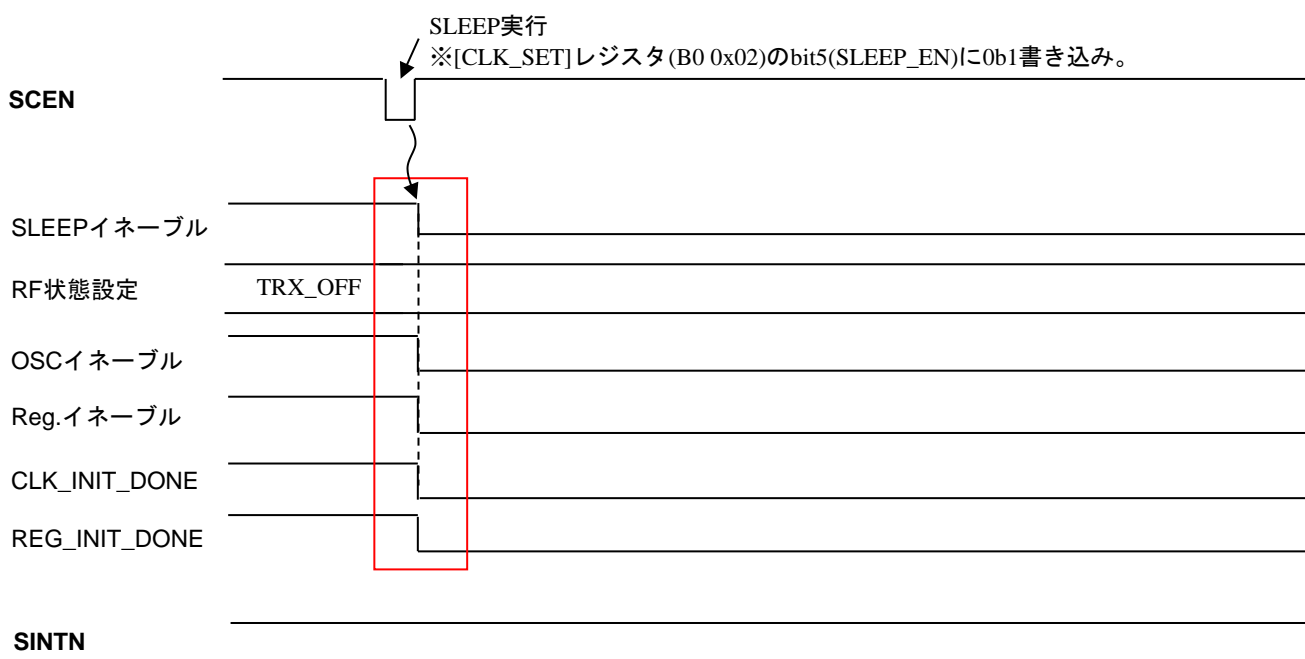 SLEEP実行
※[CLK_SET]レジスタ(B0 0x02)のbit5(SLEEP_EN)に0b1書き込み。
SCEN
SLEEPイネーブル
RF状態設定 TRX_OFF
OSCイネーブル
Reg.イネーブル
CLK_INIT_DONE
REG_INIT_DONE
SINTN